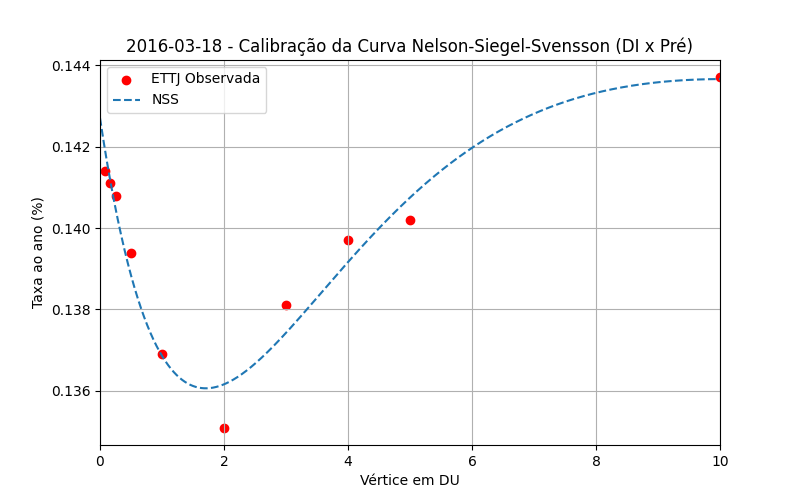 2016-03-18 - Calibração da Curva Nelson-Siegel-Svensson (DI x Pré)
0.144
0.142
0.140
0.138
0.136
Taxa ao ano (%)
ETTJ Observada
NSS
0 2 4 6 8 10
Vértice em DU